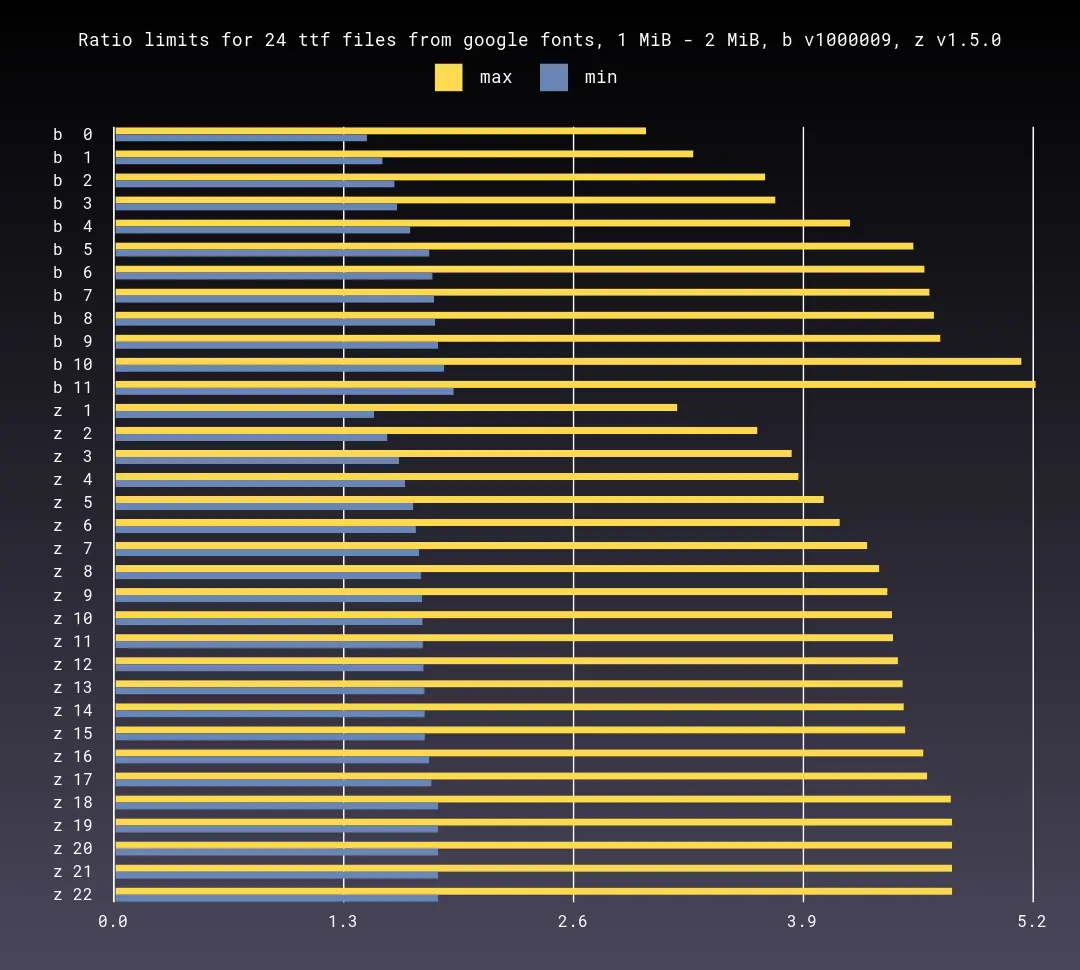 Ratio limits for 24 ttf files from google fonts, 1 MiB - 2 MiB, b v1000009, z v1.5.0
max min
b 0
b 1
b 2
b 3
b 4
b 5
b 6
b 7
b 8
b 9
b 10
b 11
z 1
z 2
z 3
z 4
z 5
z 6
z 7
z 8
z 9
z 10
z 11
z 12
z 13
z 14
z 15
z 16
z 17
z 18
z 19
z 20
z 21
z 22
0.0 1.3 2.6 3.9 5.2